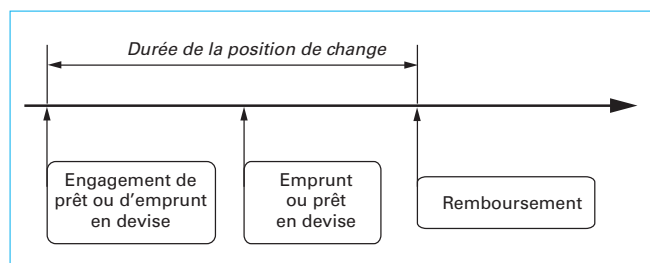 Durée de la position de change
Engagement de
prêt ou d'emprunt
en devise
Emprunt
ou prêt
en devise
Remboursement